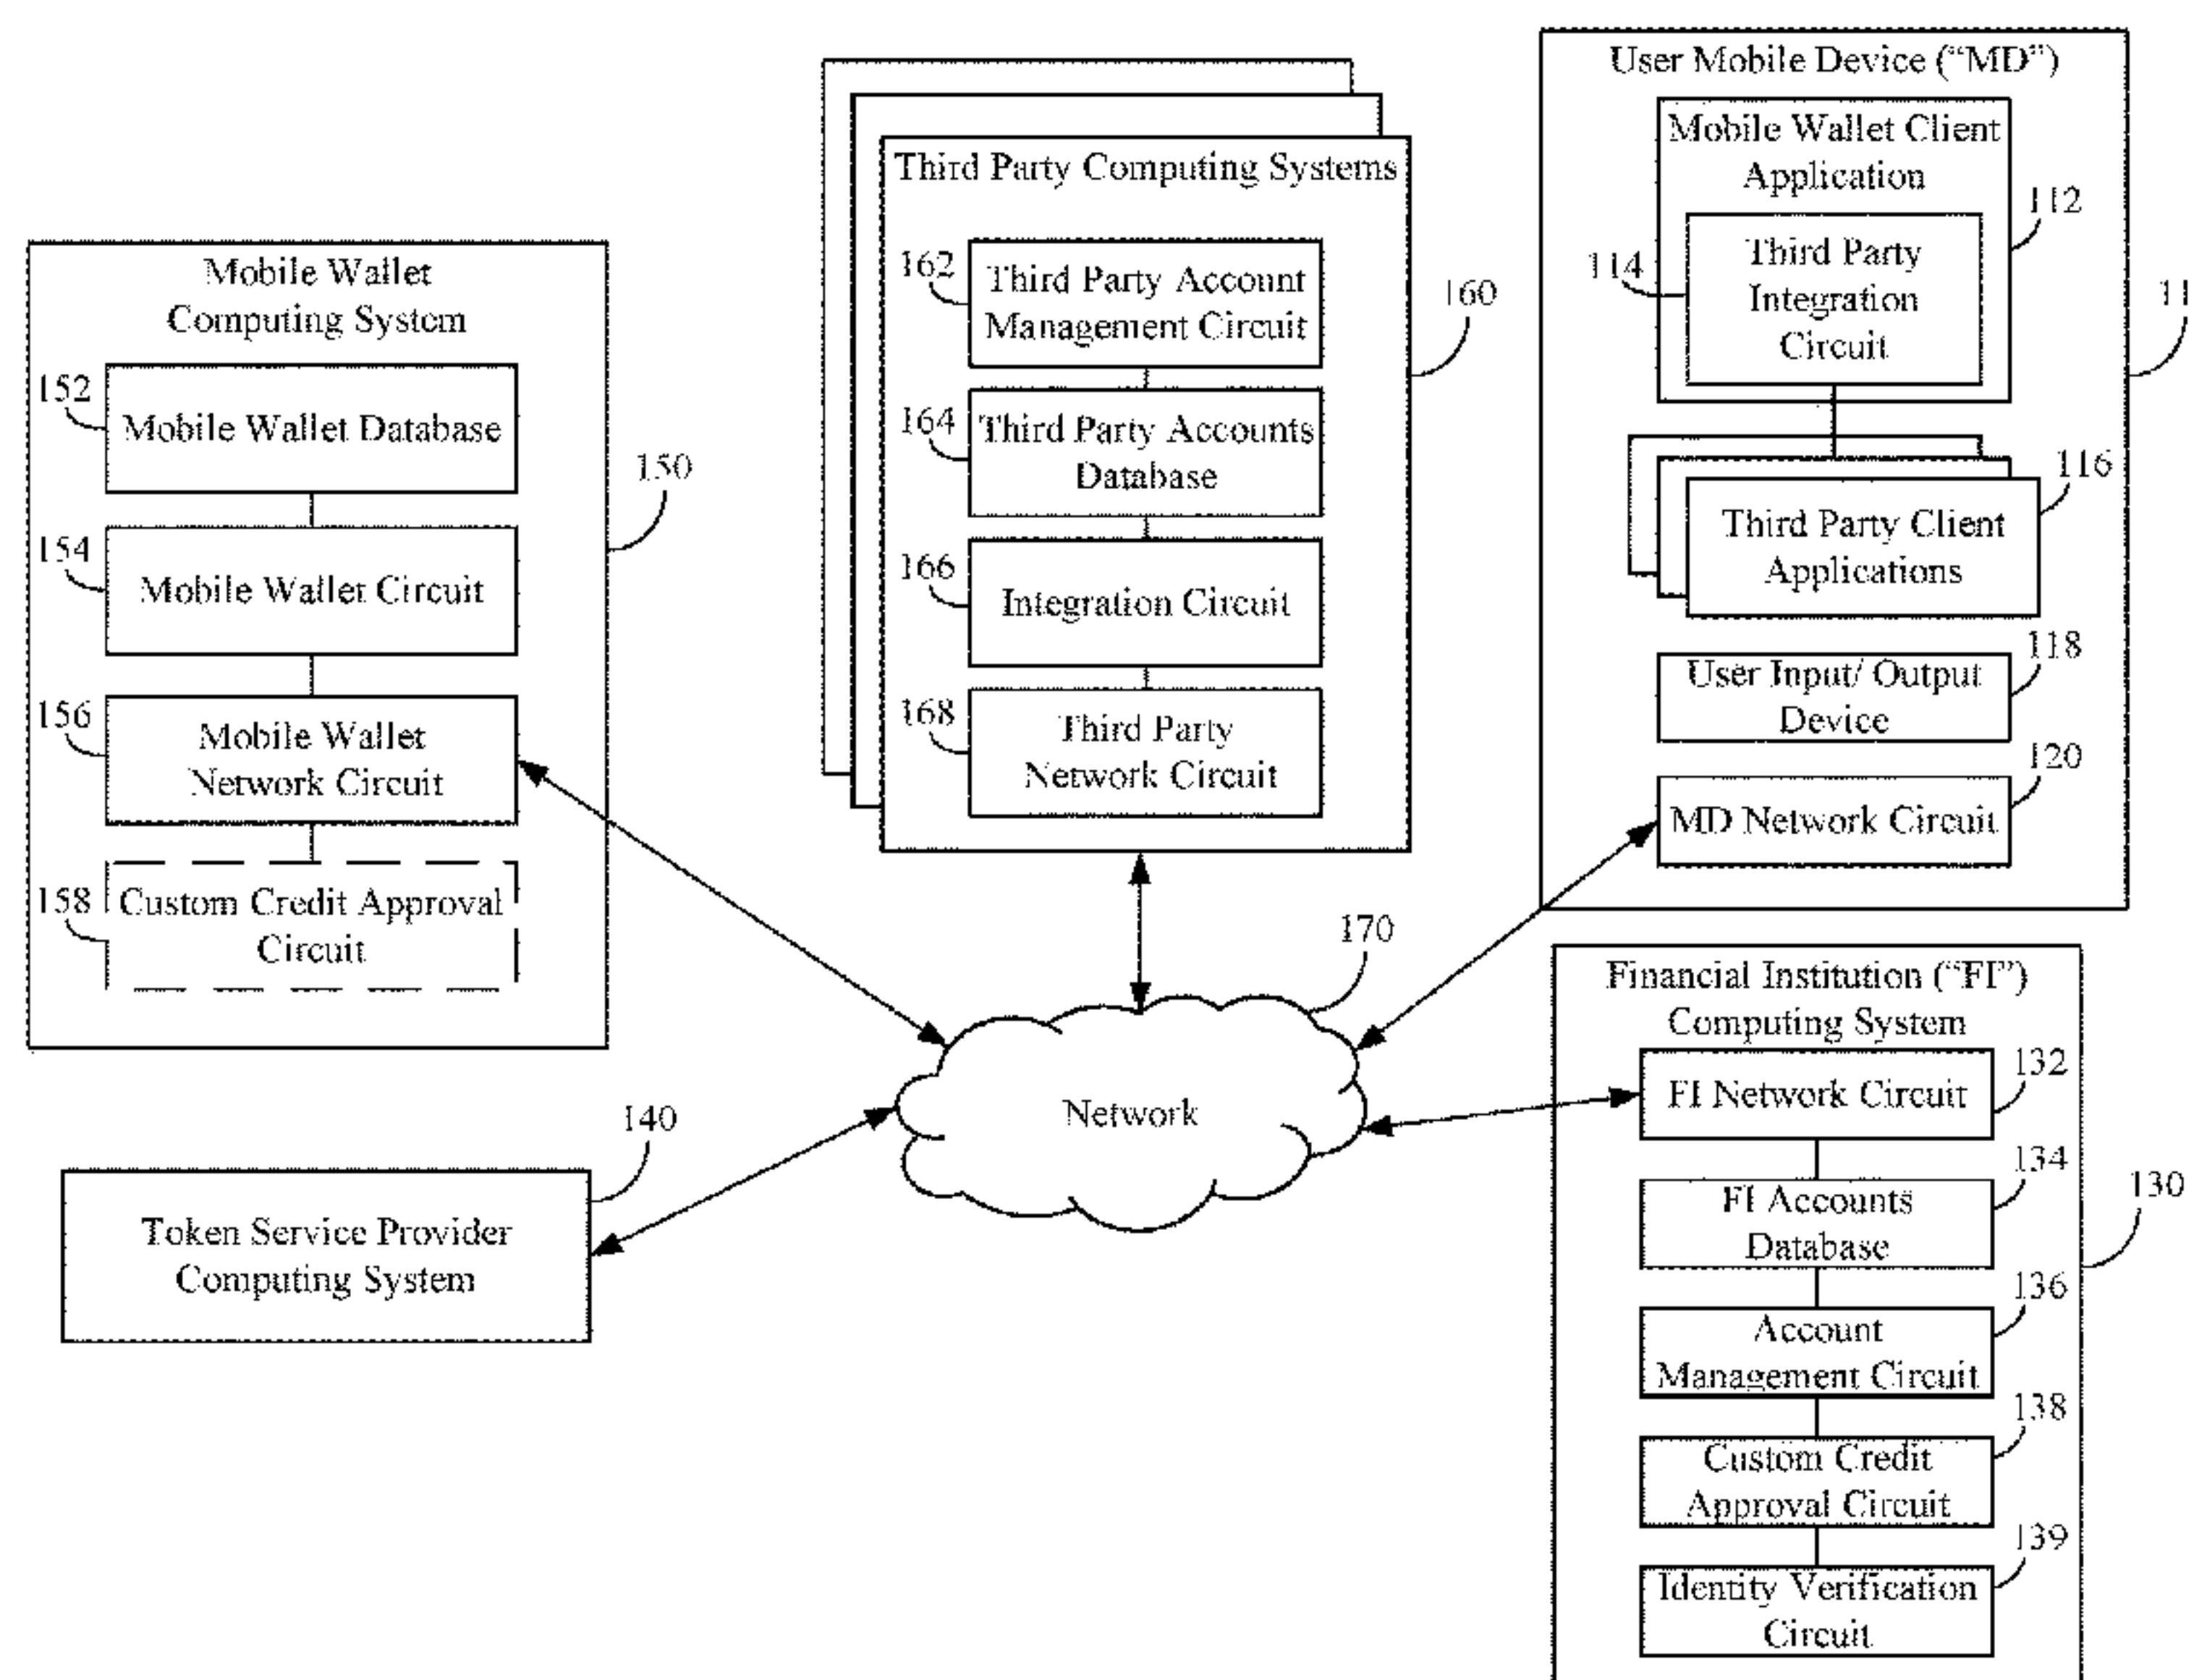 Mobile Wallet
Computing System
152
Mobile Wallet Database
150
154
Mobile Wallet Circuit
156
Mobile Wallet
Network Circuit
158
Custom Credit Approval
Circuit
Third Party Computing Systems
162
Third Party Account
Management Circuit
160
164
Third Party Accounts
Database
166
Integration Circuit
168
Third Party
Network Circuit
User Mobile Device (“MD”)
Mobile Wallet Client
Application
112
114
Third Party
Integration
Circuit
11
116
Third Party Client
Applications
118
User Input/ Output
Device
120
MD Network Circuit
170
Network
140
Token Service Provider
Computing System
Financial Institution (“FI”)
Computing System
132
FI Network Circuit
134
FI Accounts
Database
130
136
Account
Management Circuit
138
Custom Credit
Approval Circuit
139
Identity Verification
Circuit